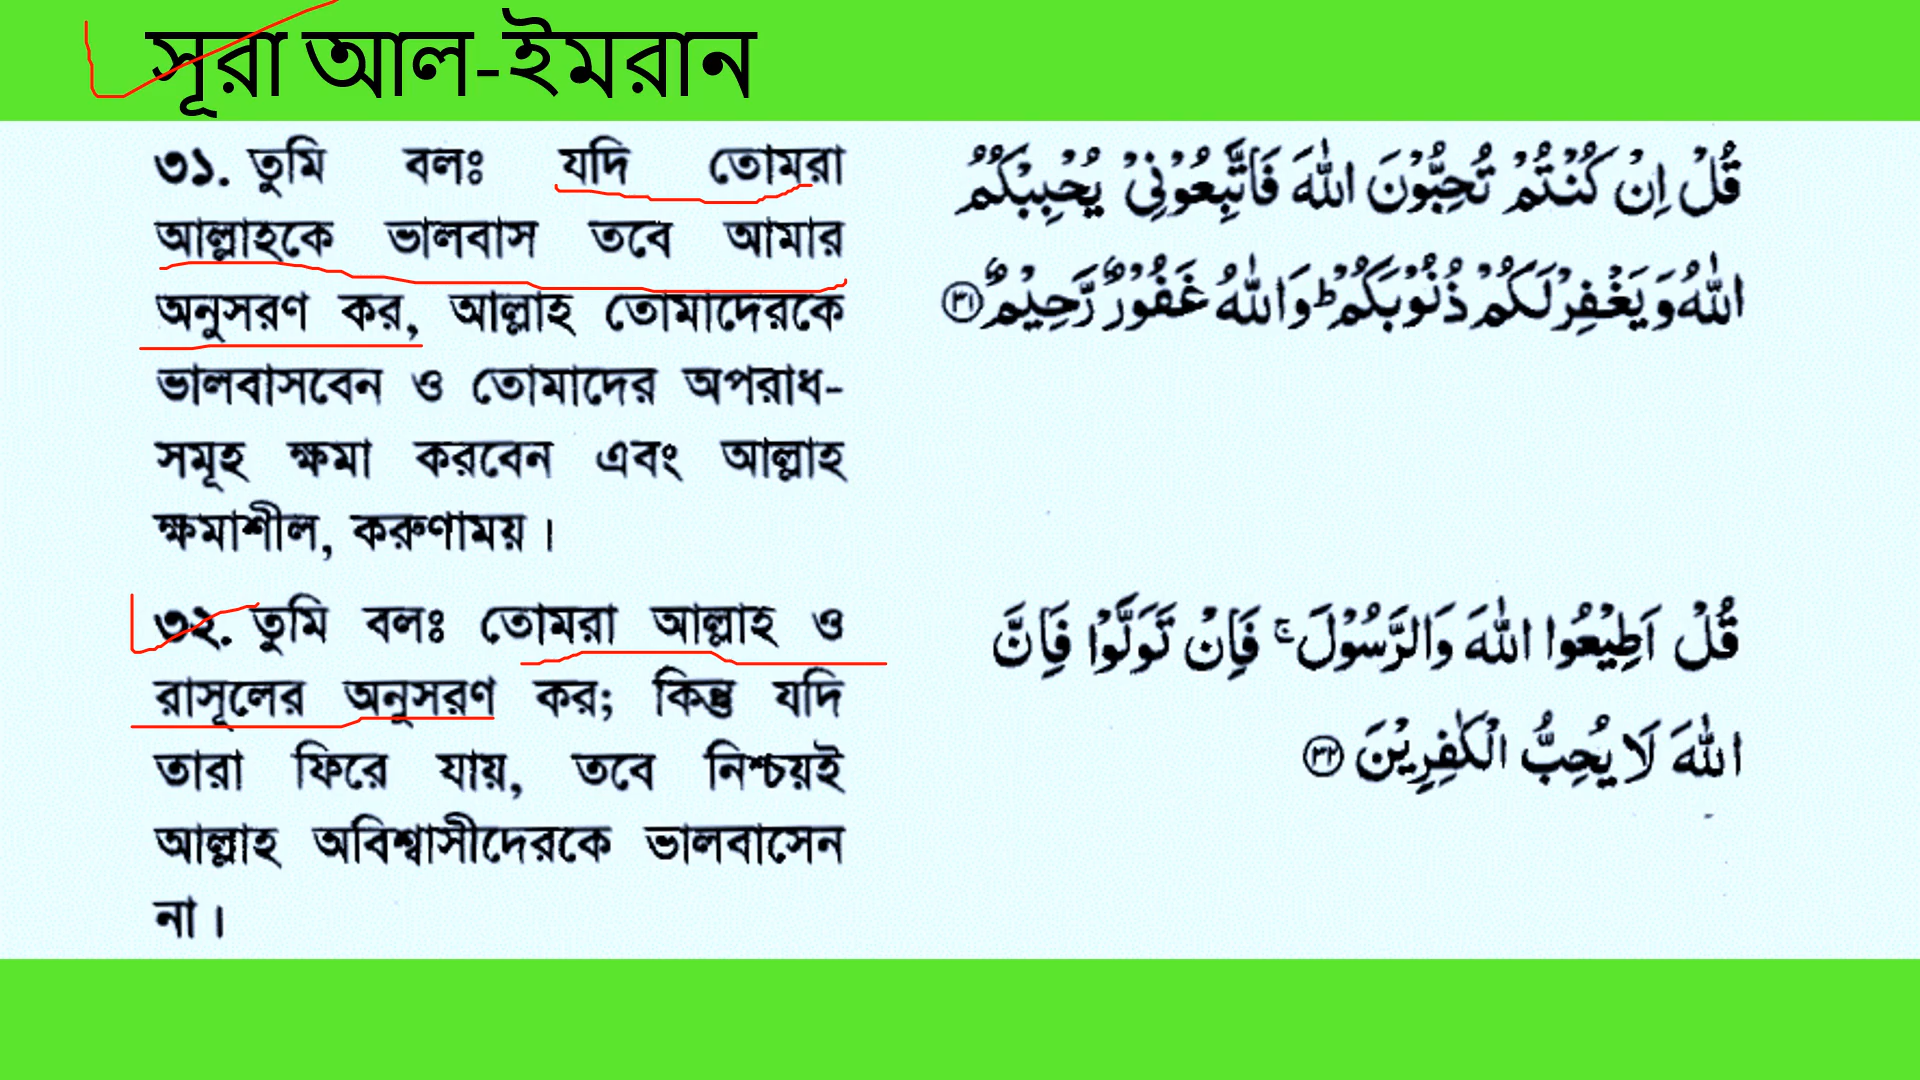 সূরা আল-ইমরান
৩১. তুমি বলঃ যদি তোমরা
আল্লাহকে ভালবাস তবে আমার
অনুসরণ কর, আল্লাহ তোমাদেরকে
ভালবাসবেন ও তোমাদের অপরাধ-
সমূহ ক্ষমা করবেন এবং আল্লাহ
ক্ষমাশীল, করুণাময়।
قُلْ اِنْ كُنْتُمْ تُحِبُّوْنَ اللّٰهَ فَاتَّبِعُوْنِیْ یُحْبِبْكُمُ
اللّٰهُ وَیَغْفِرْ لَكُمْ ذُنُوْبَكُمْ ؕ وَاللّٰهُ غَفُوْرٌ رَّحِیْمٌ ۝۳۱
৩২. তুমি বলঃ তোমরা আল্লাহ ও
রাসূলের অনুসরণ কর; কিন্তু যদি
তারা ফিরে যায়, তবে নিশ্চয়ই
আল্লাহ অবিশ্বাসীদেরকে ভালবাসেন
না।
قُلْ اَطِیْعُوا اللّٰهَ وَالرَّسُوْلَ ۚ فَاِنْ تَوَلَّوْا فَاِنَّ
اللّٰهَ لَا یُحِبُّ الْكٰفِرِیْنَ ۝۳۲